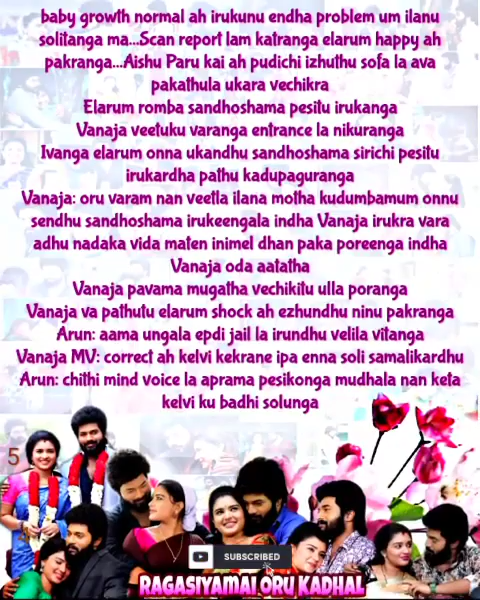 baby growth normal ah irukunu endha problem um ilanu
solitanga ma...Scan report lam katranga elarum happy ah
pakranga...Aishu Paru kai ah pudichi izhuthu sofa la ava
pakathula ukara vechikra
Elarum romba sandhoshama pesitu irukanga
Vanaja veetuku varanga entrance la nikuranga
Ivanga elarum onna ukandhu sandhoshama sirichi pesitu
irukardha pathu kadupaguranga
Vanaja: oru varam nan veetla ilana motha kudumbamum onnu
sendhu sandhoshama irukeengala indha Vanaja irukra vara
adhu nadaka vida maten inimel dhan paka poreenga indha
Vanaja oda aatatha
Vanaja pavama mugatha vechikitu ulla poranga
Vanaja va pathutu elarum shock ah ezhundhu ninu pakranga
Arun: aama ungala epdi jail la irundhu velila vitanga
Vanaja MV: correct ah kelvi kekrane ipa enna soli samalikardhu
Arun: chithi mind voice la aprama pesikonga mudhala nan keta
kelvi ku badhi solunga
5
SUBSCRIBED
RAGASIYAMAI ORU KADHAL